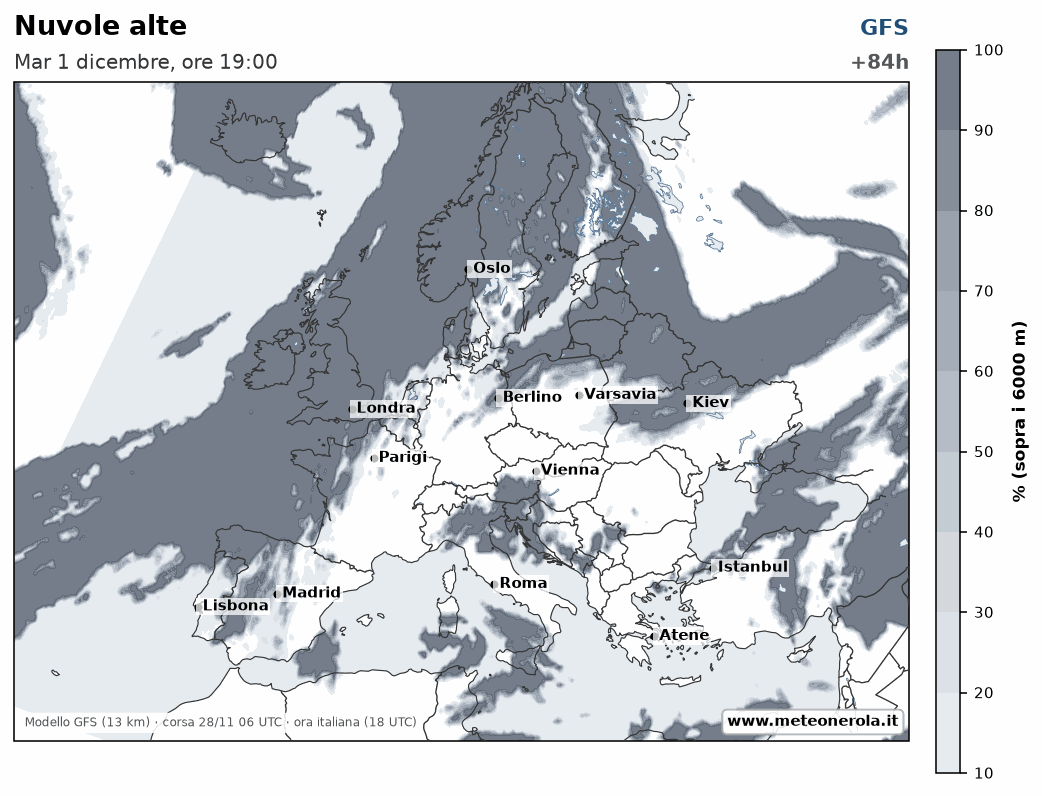 Nuvole alte
GFS
Mar 1 dicembre, ore 19:00
+84h
Oslo
Londra
Berlino
Varsavia
Kiev
Parigi
Vienna
Istanbul
Roma
Madrid
Lisbona
Atene
Modello GFS (13 km) · corsa 28/11 06 UTC · ora italiana (18 UTC)
www.meteonerola.it
100
90
80
70
60
50
40
30
20
10
% (sopra i 6000 m)